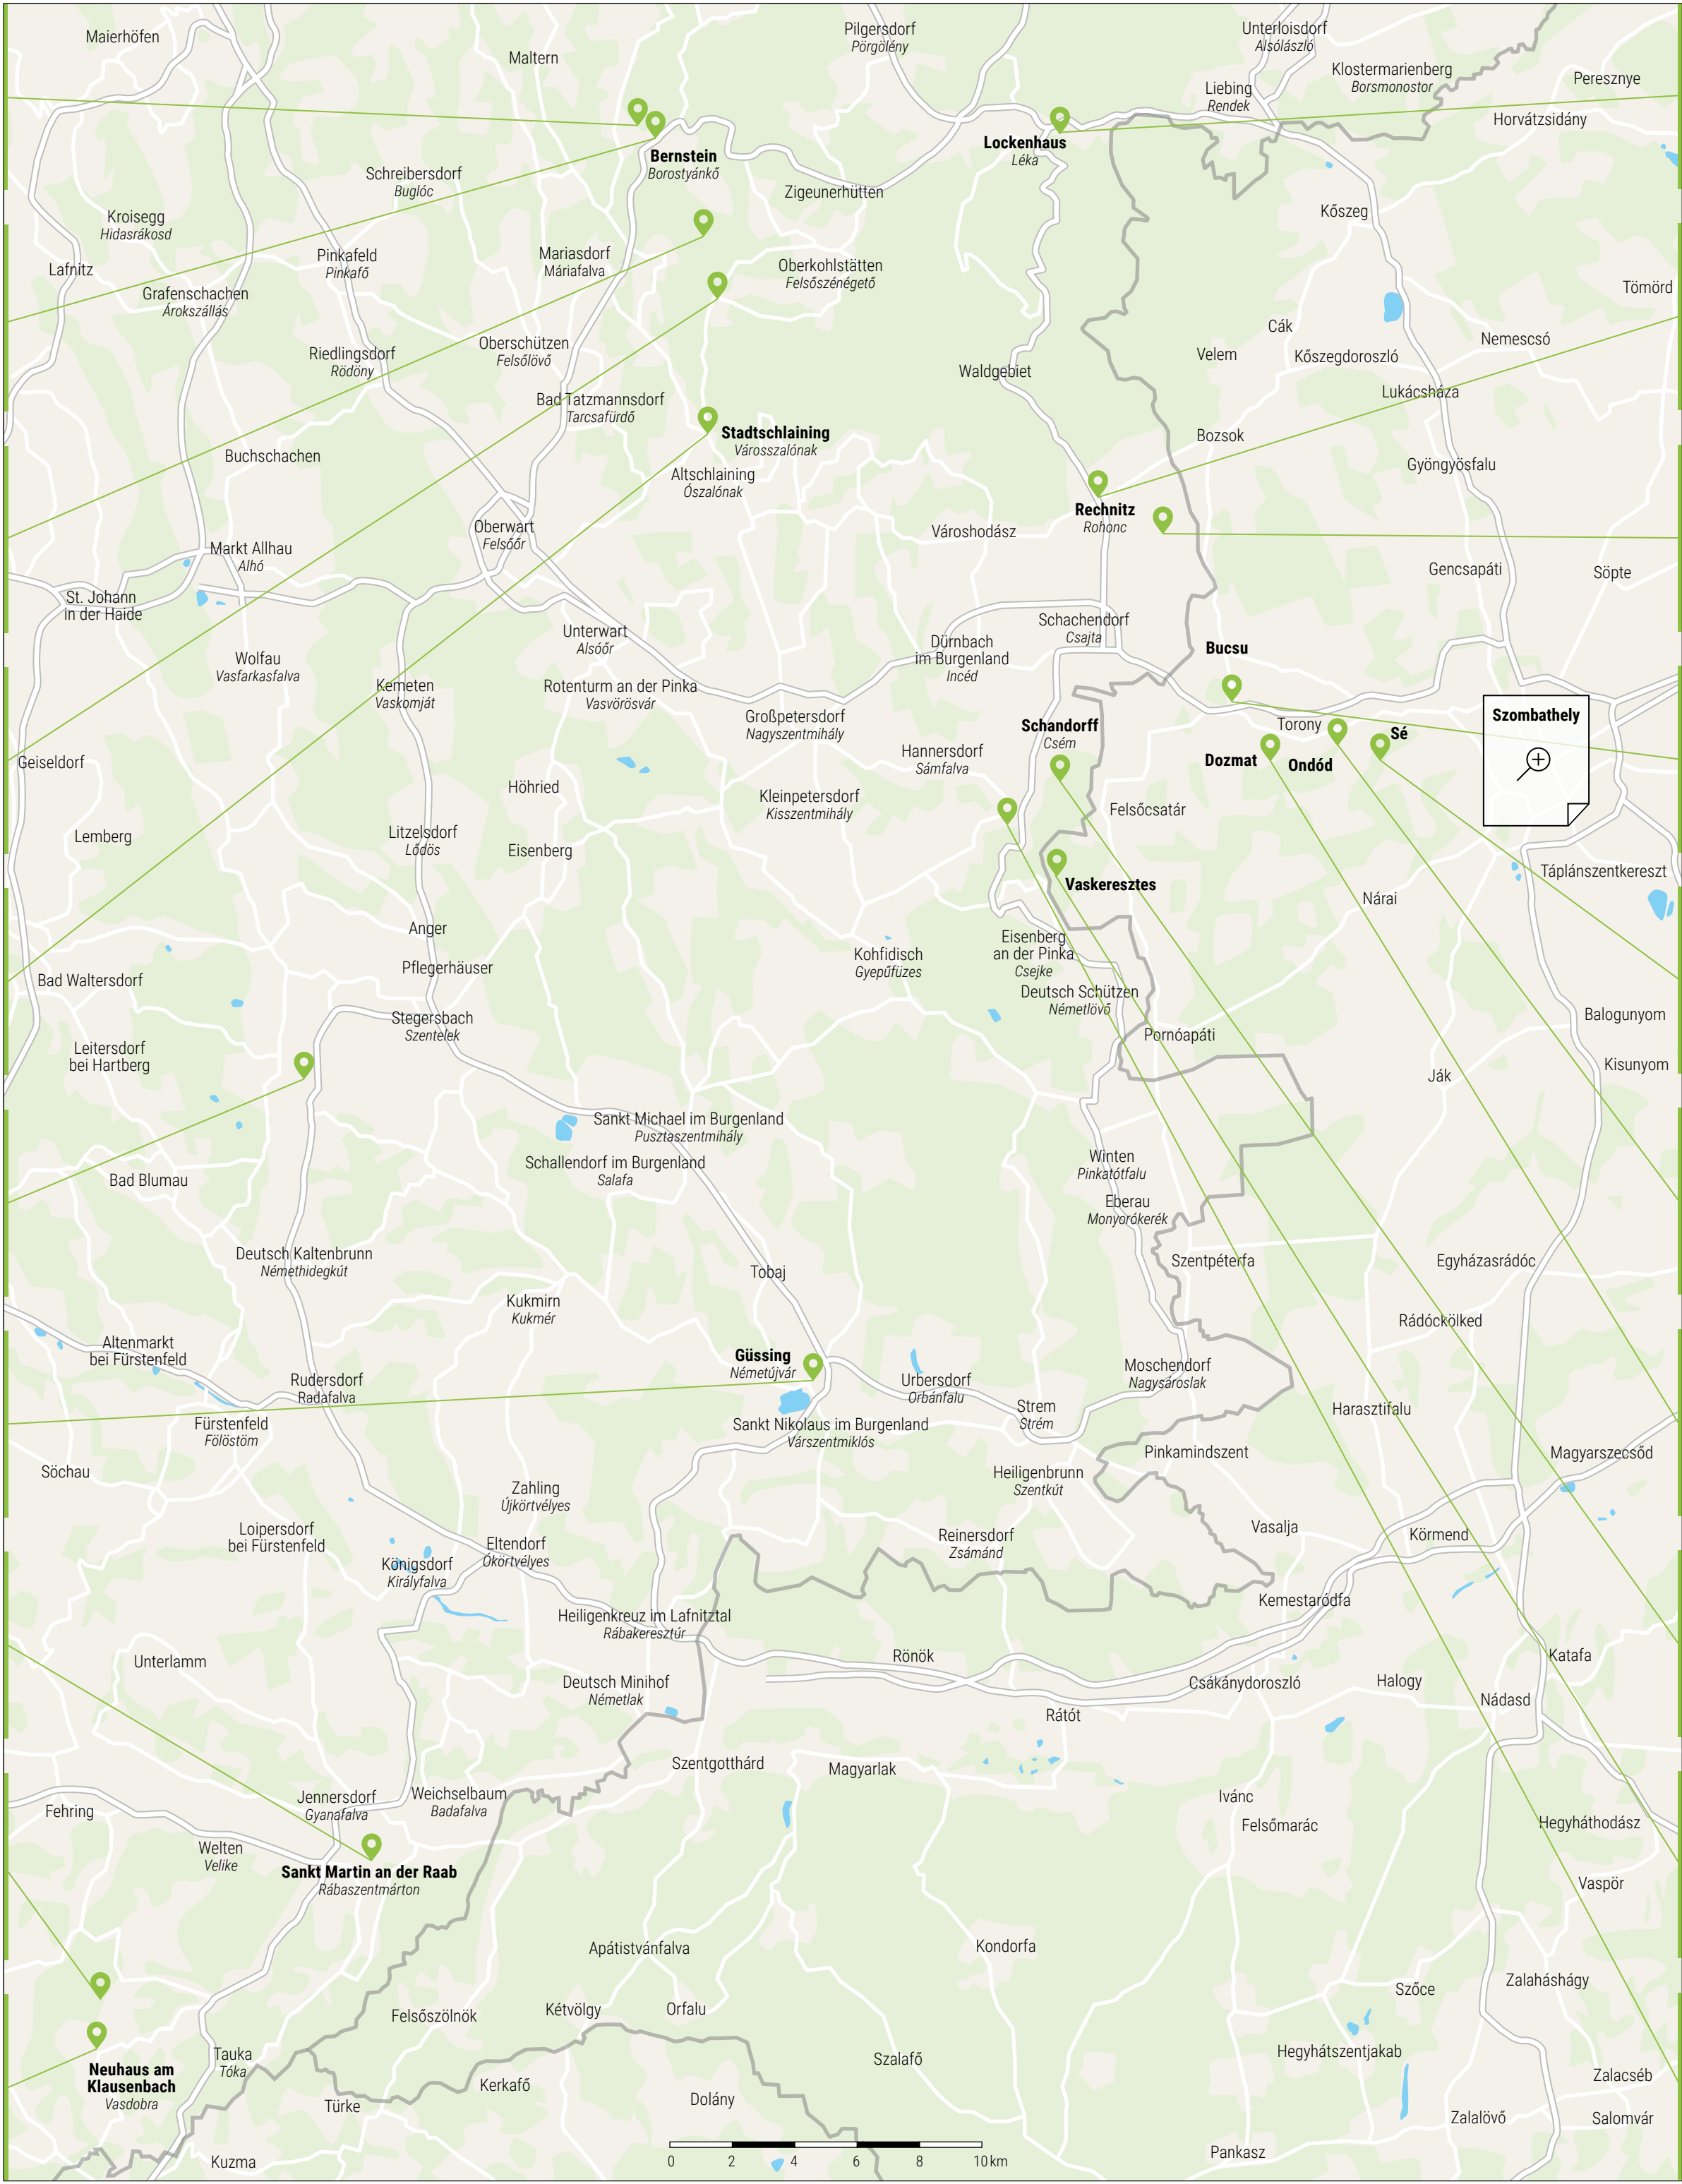 Maierhöfen
Maltern
Pilgersdorf
Pörgölény
Unterloisdorf
Alsólászló
Klostermarienberg
Borsmonostor
Peresznye
Liebing
Rendek
Horvátzsidány
Lockenhaus
Léka
Bernstein
Borostyánkő
Schreibersdorf
Buglóc
Zigeunerhütten
Kroisegg
Hidasrákosd
Kőszeg
Pinkafeld
Pinkafő
Mariasdorf
Máriafalva
Oberkohlstätten
Felsőszénégető
Lafnitz
Grafenschachen
Árokszállás
Tömörd
Cák
Nemescsó
Oberschützen
Felsőlövő
Riedlingsdorf
Rödöny
Velem
Kőszegdoroszló
Waldgebiet
Lukácsháza
Bad Tatzmannsdorf
Tarcsafürdő
Stadtschlaining
Városszalónak
Bozsok
Buchschachen
Altschlaining
Ószalónak
Gyöngyösfalu
Rechnitz
Rohonc
Oberwart
Felsőőr
Városhodász
Markt Allhau
Alhó
Gencsapáti
Söpte
St. Johann
in der Haide
Schachendorf
Csajta
Unterwart
Alsóőr
Dürnbach
im Burgenland
Incéd
Bucsu
Wolfau
Vasfarkasfalva
Kemeten
Vaskomját
Rotenturm an der Pinka
Vasvörösvár
Großpetersdorf
Nagyszentmihály
Schandorff
Csém
Szombathely
Torony
Sé
Hannersdorf
Sámfalva
Dozmat
Ondód
Geiseldorf
Höhried
Kleinpetersdorf
Kisszentmihály
Felsőcsatár
Lemberg
Litzelsdorf
Lődös
Eisenberg
Táplánszentkereszt
Vaskeresztes
Nárai
Anger
Eisenberg
an der Pinka
Csejke
Kohfidisch
Gyepűfüzes
Pflegerhäuser
Bad Waltersdorf
Deutsch Schützen
Németlövő
Stegersbach
Szentelek
Balogunyom
Pornóapáti
Leitersdorf
bei Hartberg
Kisunyom
Ják
Sankt Michael im Burgenland
Pusztaszentmihály
Schallendorf im Burgenland
Salafa
Winten
Pinkatótfalu
Bad Blumau
Eberau
Monyorókerék
Deutsch Kaltenbrunn
Némethidegkút
Tobaj
Szentpéterfa
Egyházasrádóc
Kukmirn
Kukmér
Rádóckölked
Altenmarkt
bei Fürstenfeld
Güssing
Németújvár
Moschendorf
Nagysároslak
Rudersdorf
Radafalva
Urbersdorf
Orbánfalu
Strem
Strém
Harasztifalu
Fürstenfeld
Fölöstöm
Sankt Nikolaus im Burgenland
Várszentmiklós
Pinkamindszent
Magyarszecsőd
Söchau
Heiligenbrunn
Szentkút
Zahling
Újkörtvélyes
Loipersdorf
bei Fürstenfeld
Vasalja
Körmend
Reinersdorf
Zsámánd
Eltendorf
Ókörtvélyes
Königsdorf
Királyfalva
Kemestaródfa
Heiligenkreuz im Lafnitztal
Rábakeresztúr
Rönök
Katafa
Unterlamm
Deutsch Minihof
Németlak
Csákánydoroszló
Halogy
Nádasd
Rátót
Szentgotthárd
Magyarlak
Jennersdorf
Gyanafalva
Weichselbaum
Badafalva
Ivánc
Fehring
Felsőmarác
Hegyháthodász
Welten
Velike
Sankt Martin an der Raab
Rábaszentmárton
Vaspör
Apátistvánfalva
Kondorfa
Zalaháshágy
Szőce
Felsőszölnök
Kétvölgy
Orfalu
Hegyhátszentjakab
Tauka
Tóka
Szalafő
Neuhaus am
Klausenbach
Vasdobra
Zalacséb
Kerkafő
Türke
Dolány
Zalalövő
Salomvár
Pankasz
Kuzma
0 2 4 6 8 10 km